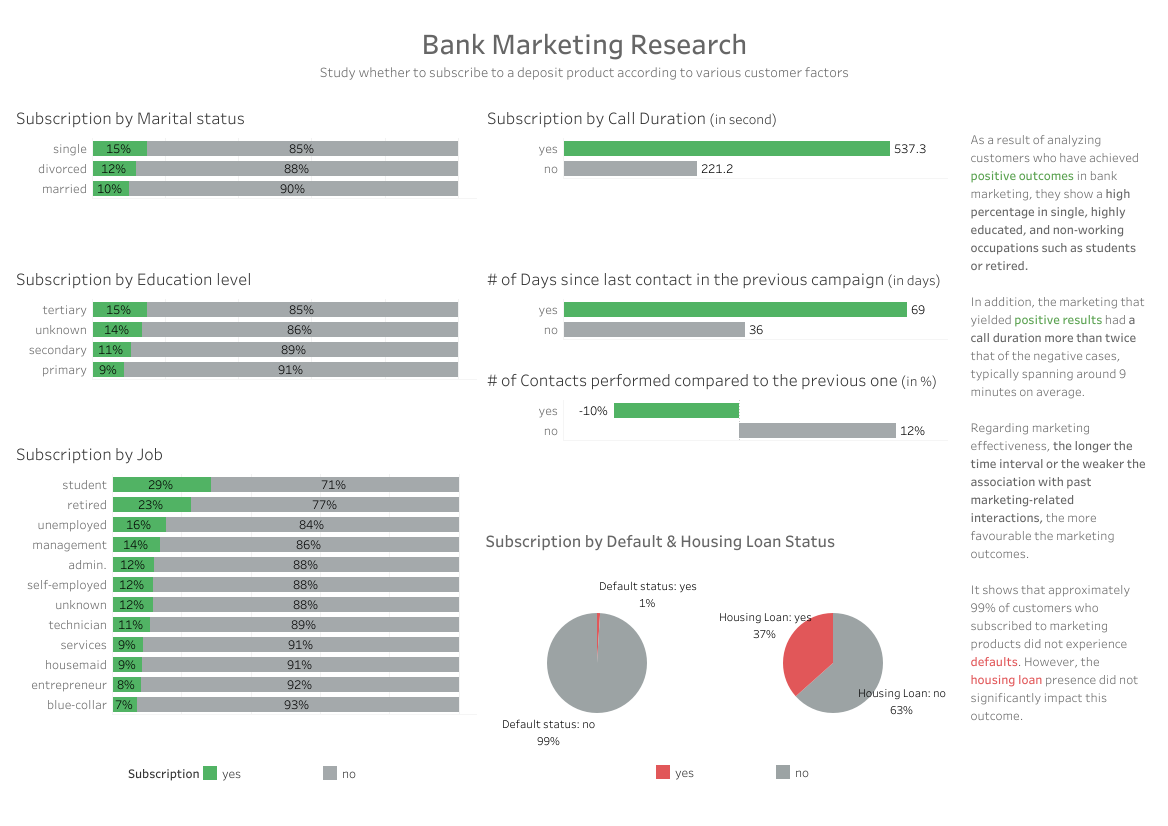 Bank Marketing Research
Study whether to subscribe to a deposit product according to various customer factors
Subscription by Marital status
single 15% 85%
divorced 12% 88%
married 10% 90%
Subscription by Education level
tertiary 15% 85%
unknown 14% 86%
secondary 11% 89%
primary 9% 91%
Subscription by Job
student 29% 71%
retired 23% 77%
unemployed 16% 84%
management 14% 86%
admin. 12% 88%
self-employed 12% 88%
unknown 12% 88%
technician 11% 89%
services 9% 91%
housemaid 9% 91%
entrepreneur 8% 92%
blue-collar 7% 93%
Subscription yes no
Subscription by Call Duration (in second)
yes 537.3
no 221.2
# of Days since last contact in the previous campaign (in days)
yes 69
no 36
# of Contacts performed compared to the previous one (in %)
yes -10%
no 12%
Subscription by Default & Housing Loan Status
Default status: yes
1%
Default status: no
99%
Housing Loan: yes
37%
Housing Loan: no
63%
yes no
As a result of analyzing
customers who have achieved
positive outcomes in bank
marketing, they show a high
percentage in single, highly
educated, and non-working
occupations such as students
or retired.
In addition, the marketing that
yielded positive results had a
call duration more than twice
that of the negative cases,
typically spanning around 9
minutes on average.
Regarding marketing
effectiveness, the longer the
time interval or the weaker the
association with past
marketing-related
interactions, the more
favourable the marketing
outcomes.
It shows that approximately
99% of customers who
subscribed to marketing
products did not experience
defaults. However, the
housing loan presence did not
significantly impact this
outcome.